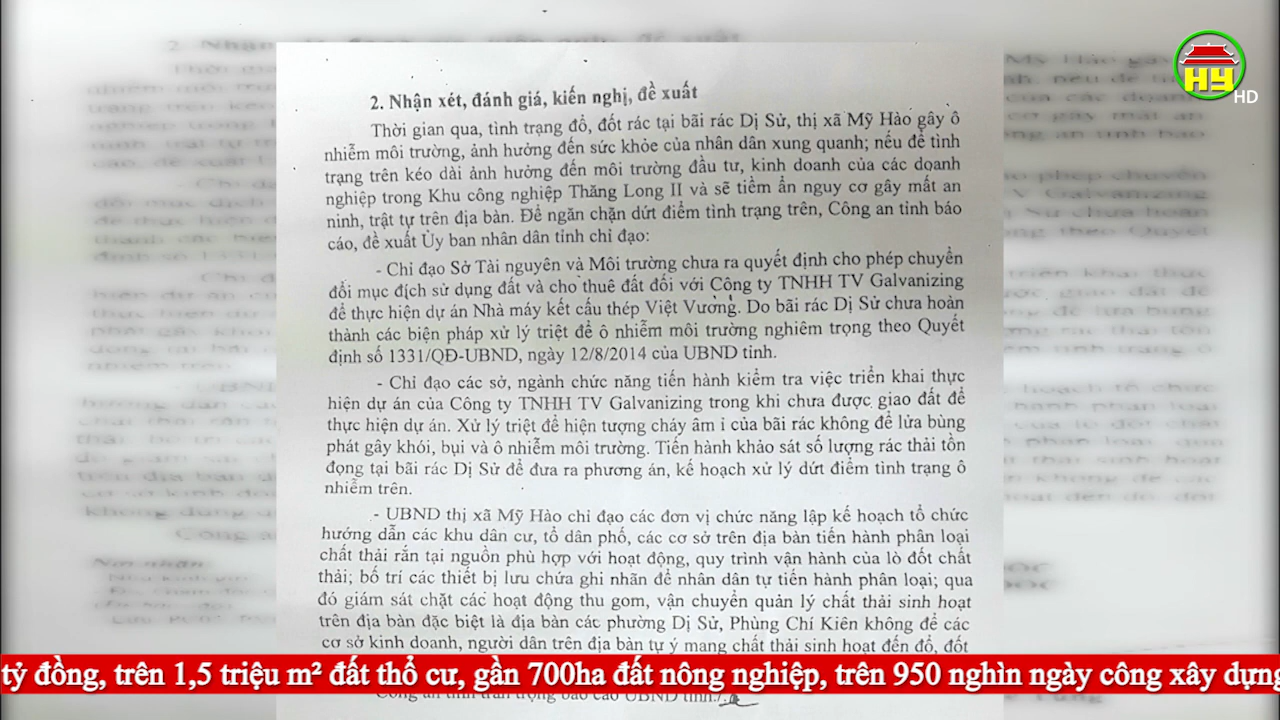 HY
HD
2. Nhận xét, đánh giá, kiến nghị, đề xuất
Thời gian qua, tình trạng đổ, đốt rác tại bãi rác Dị Sử, thị xã Mỹ Hào gây ô
nhiễm môi trường, ảnh hưởng đến sức khỏe của nhân dân xung quanh; nếu để tình
trạng trên kéo dài ảnh hưởng đến môi trường đầu tư, kinh doanh của các doanh
nghiệp trong Khu công nghiệp Thăng Long II và sẽ tiềm ẩn nguy cơ gây mất an
ninh, trật tự trên địa bàn. Để ngăn chặn dứt điểm tình trạng trên, Công an tỉnh báo
cáo, đề xuất Ủy ban nhân dân tỉnh chỉ đạo:
- Chỉ đạo Sở Tài nguyên và Môi trường chưa ra quyết định cho phép chuyển
đổi mục đích sử dụng đất và cho thuê đất đối với Công ty TNHH TV Galvanizing
để thực hiện dự án Nhà máy kết cấu thép Việt Vương. Do bãi rác Dị Sử chưa hoàn
thành các biện pháp xử lý triệt để ô nhiễm môi trường nghiêm trọng theo Quyết
định số 1331/QĐ-UBND, ngày 12/8/2014 của UBND tỉnh.
- Chỉ đạo các sở, ngành chức năng tiến hành kiểm tra việc triển khai thực
hiện dự án của Công ty TNHH TV Galvanizing trong khi chưa được giao đất để
thực hiện dự án. Xử lý triệt để hiện tượng cháy âm ỉ của bãi rác không để lửa bùng
phát gây khói, bụi và ô nhiễm môi trường. Tiến hành khảo sát số lượng rác thải tồn
đọng tại bãi rác Dị Sử để đưa ra phương án, kế hoạch xử lý dứt điểm tình trạng ô
nhiễm trên.
- UBND thị xã Mỹ Hào chỉ đạo các đơn vị chức năng lập kế hoạch tổ chức
hướng dẫn các khu dân cư, tổ dân phố, các cơ sở trên địa bàn tiến hành phân loại
chất thải rắn tại nguồn phù hợp với hoạt động, quy trình vận hành của lò đốt chất
thải; bố trí các thiết bị lưu chứa ghi nhãn để nhân dân tự tiến hành phân loại; qua
đó giám sát chặt các hoạt động thu gom, vận chuyển quản lý chất thải sinh hoạt
trên địa bàn đặc biệt là địa bàn các phường Dị Sử, Phùng Chí Kiên không để các
cơ sở kinh doanh, người dân trên địa bàn tự ý mang chất thải sinh hoạt đến đổ, đốt
tỷ đồng, trên 1,5 triệu m² đất thổ cư, gần 700ha đất nông nghiệp, trên 950 nghìn ngày công xây dựng